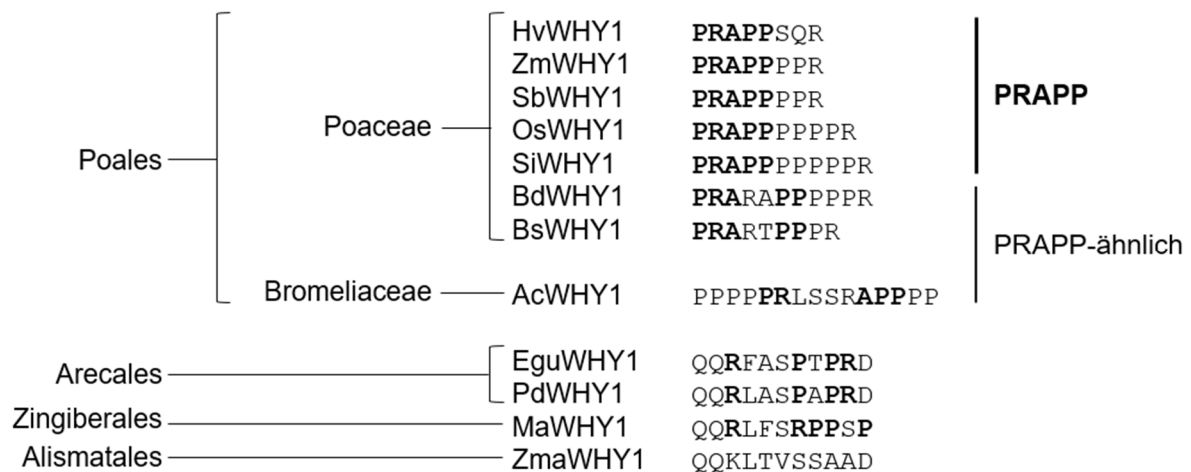 HvWHY1 PRAPPSQR
ZmWHY1 PRAPPPPR
SbWHY1 PRAPPPPR
PRAPP
Poaceae OsWHY1 PRAPPPPPPR
Poales
SiWHY1 PRAPPPPPPPR
BdWHY1 PRARAPPPPPR
BsWHY1 PRARTPPPR
PRAPP-ähnlich
Bromeliaceae AcWHY1 PPPPPRLSSRAPPPP
EguWHY1 QQRFASPTPRD
Arecales
PdWHY1 QQRLASPAPRD
Zingiberales MaWHY1 QQRLFSRPPSP
Alismatales ZmaWHY1 QQKLTVSSAAD